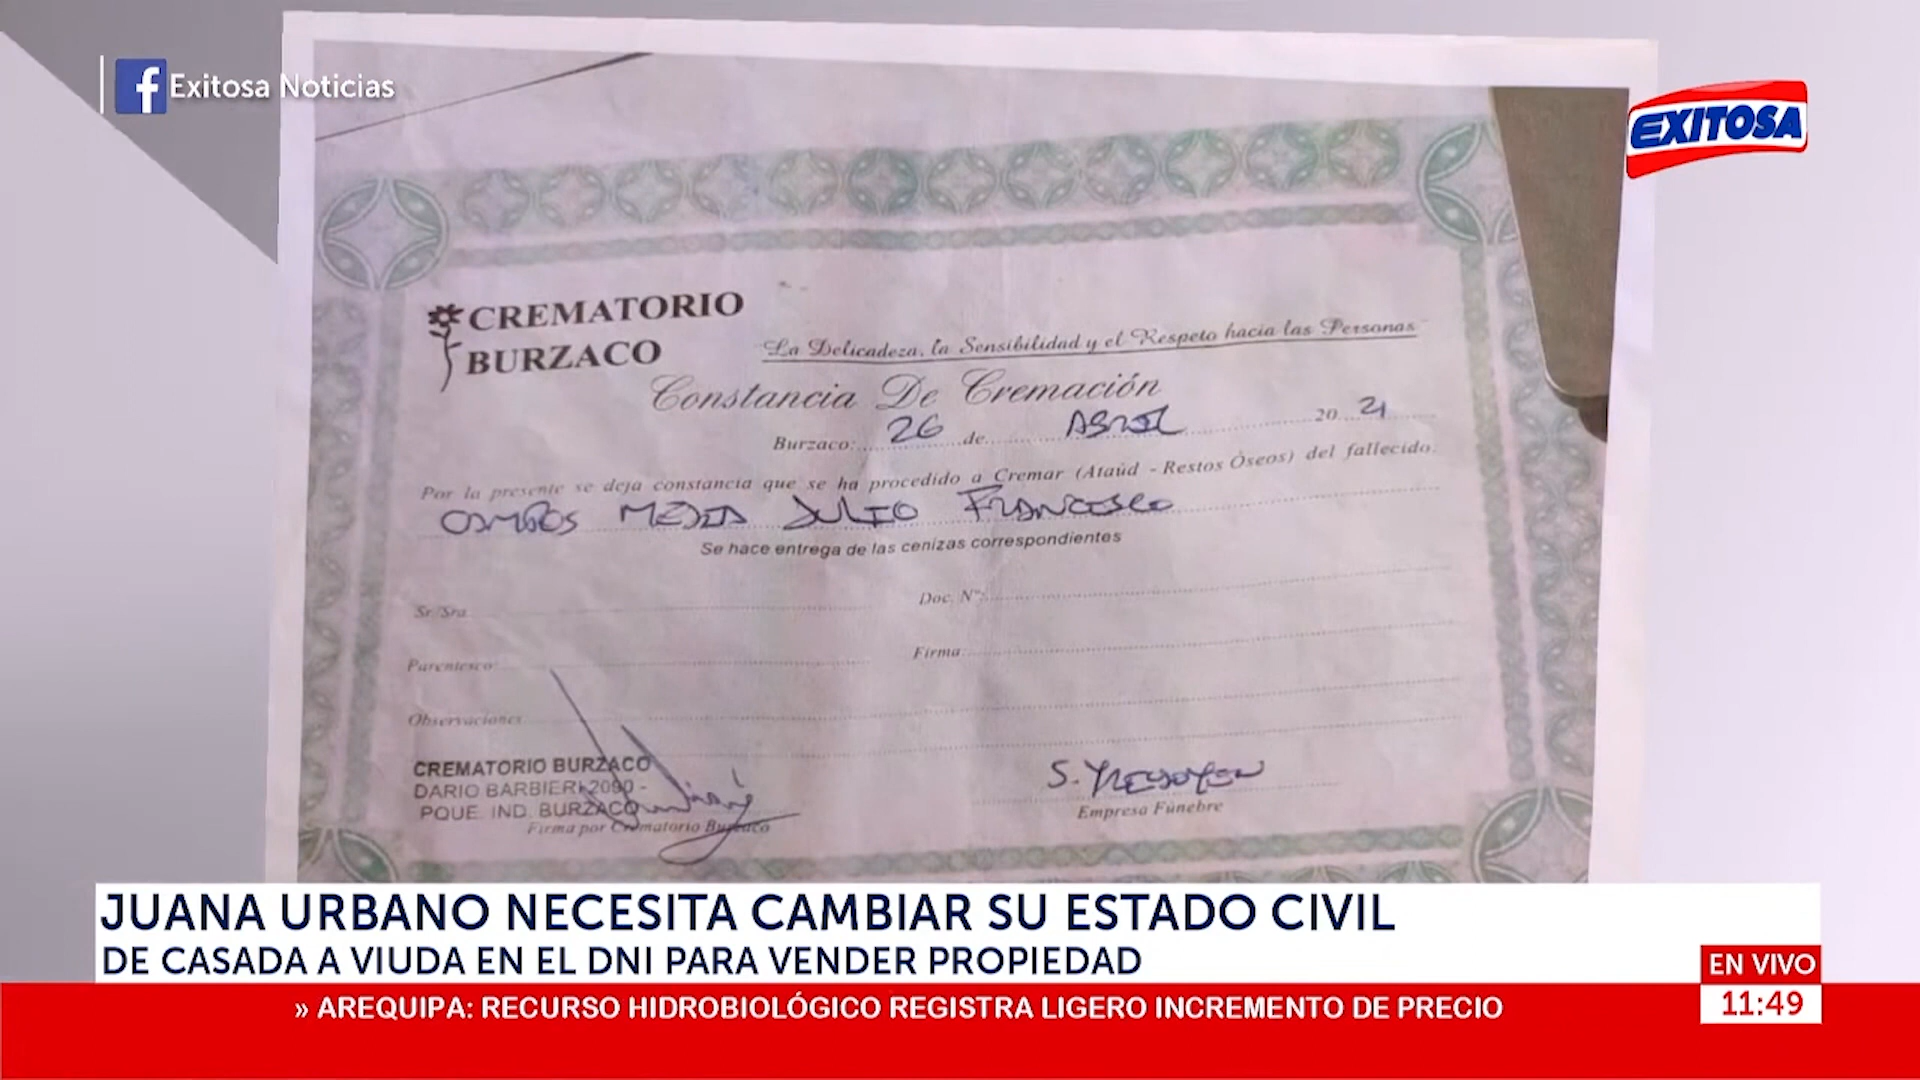 Exitosa Noticias
EXITOSA
CREMATORIO
BURZACO
La Delicadeza, la Sensibilidad y el Respeto hacia las Personas
Constancia De Cremación
Burzaco: 26 de ABRIL 20 21
Por la presente se deja constancia que se ha procedido a Cremar (Ataúd - Restos Óseos) del fallecido:
CAMPOS MEJIA JULIO FRANCISCO
Se hace entrega de las cenizas correspondientes
Sr/Sra. Doc. Nº:
Parentesco: Firma:
Observaciones
CREMATORIO BURZACO
DARIO BARBIERI 2090 -
PQUE. IND. BURZACO
Firma por Crematorio Burzaco
S.
Empresa Fúnebre
JUANA URBANO NECESITA CAMBIAR SU ESTADO CIVIL
DE CASADA A VIUDA EN EL DNI PARA VENDER PROPIEDAD
EN VIVO
11:49
» AREQUIPA: RECURSO HIDROBIOLÓGICO REGISTRA LIGERO INCREMENTO DE PRECIO